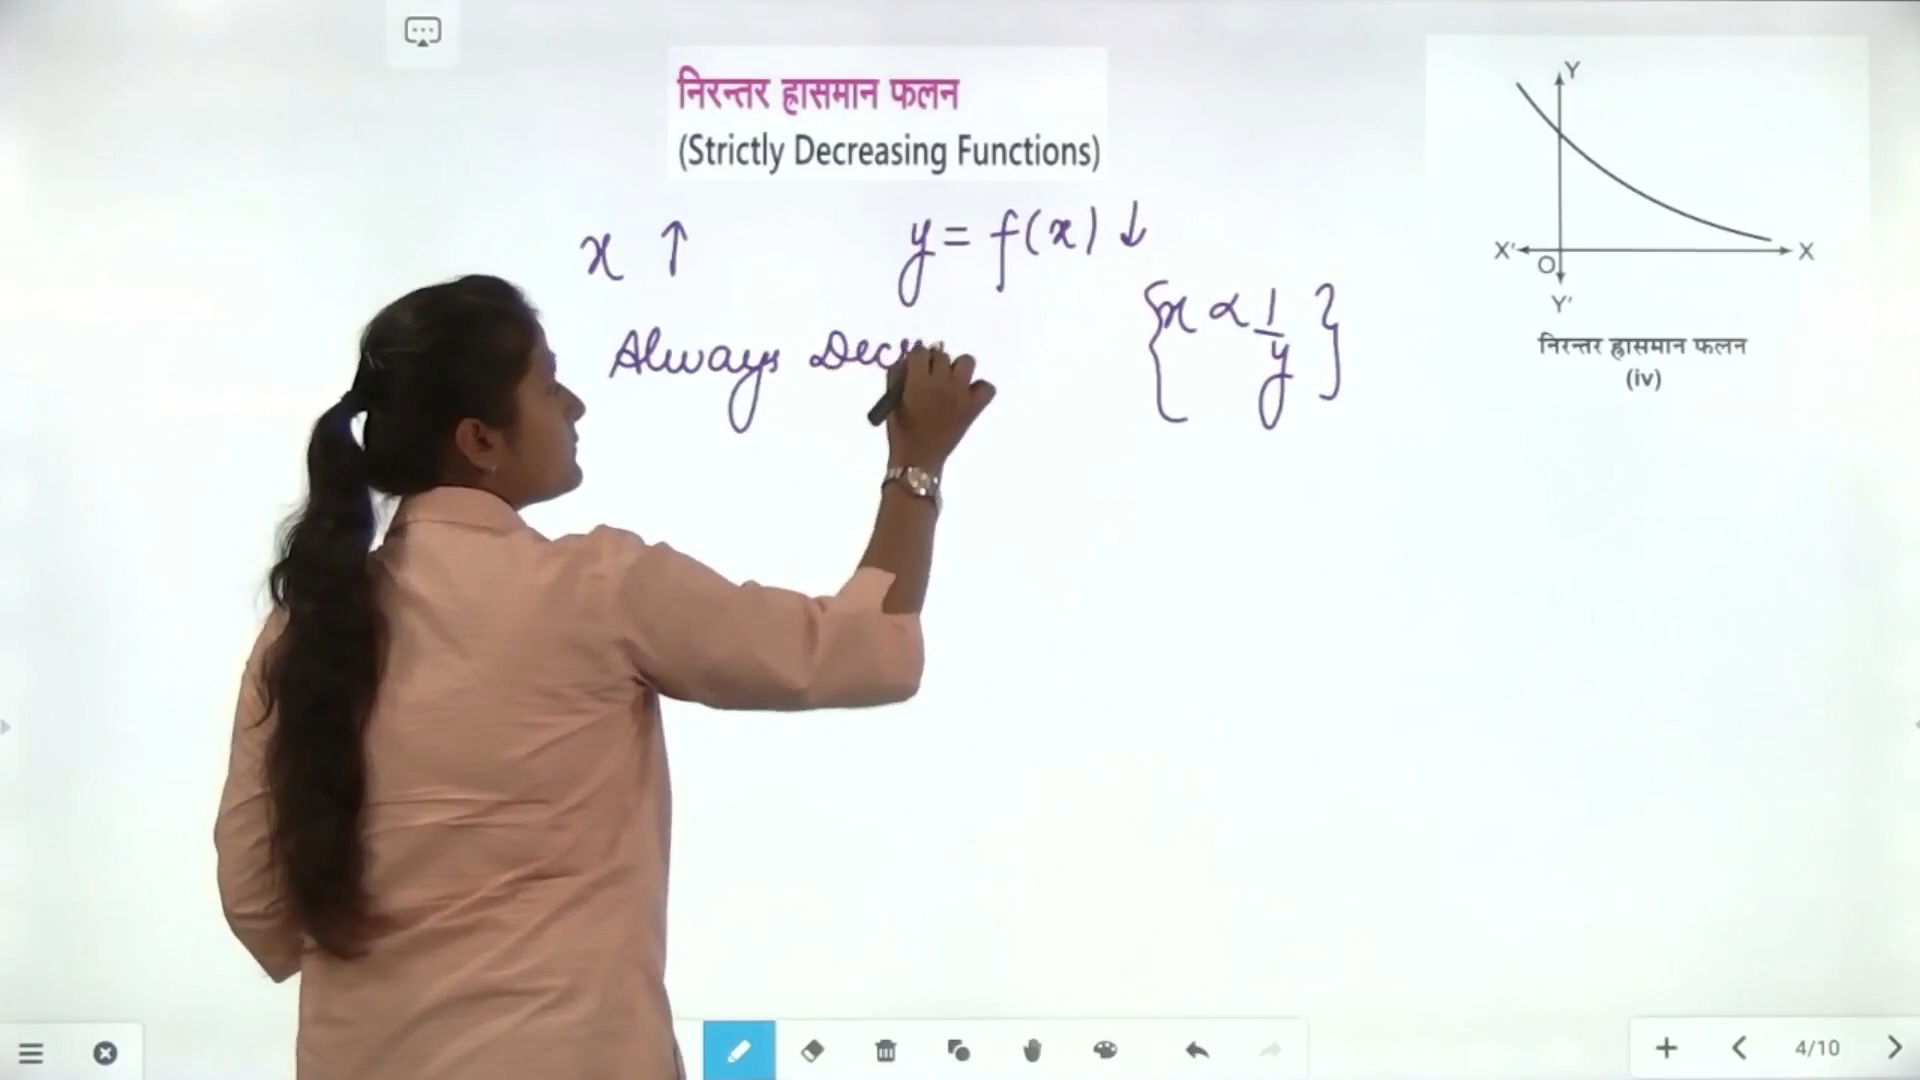 निरन्तर ह्रासमान फलन
(Strictly Decreasing Functions)
x ↑ y = f(x) ↓
{x ∝ 1/y}
Always
Y
X' O X
Y'
निरन्तर ह्रासमान फलन
(iv)
4/10